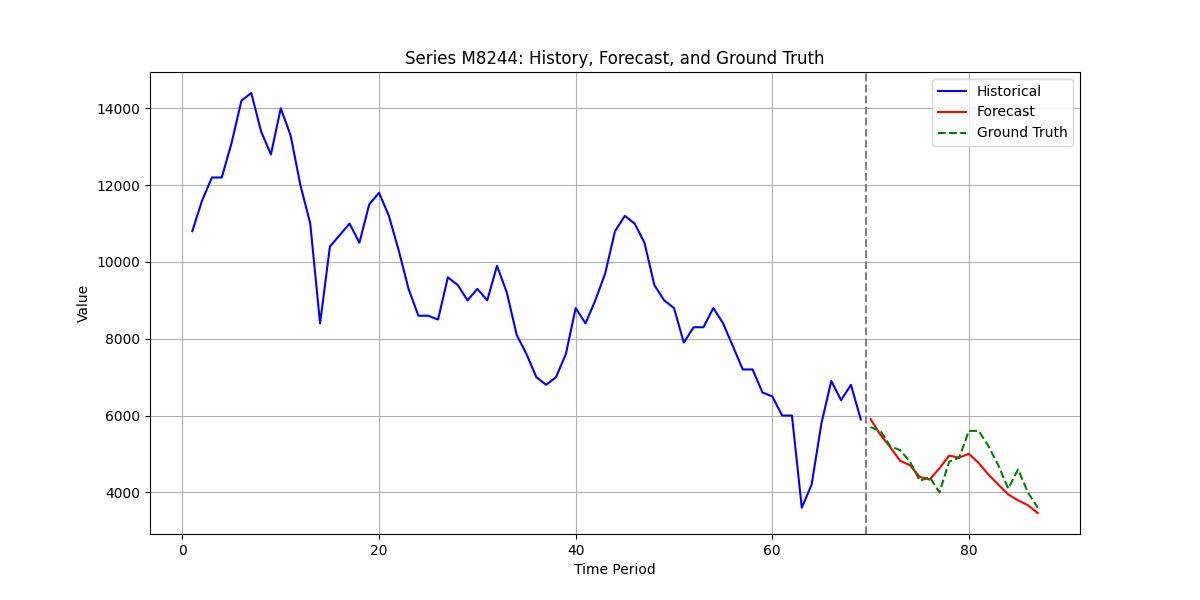 Series M8244: History, Forecast, and Ground Truth
Historical
Forecast
Ground Truth
14000
12000
10000
8000
6000
4000
Value
0
20
40
60
80
Time Period